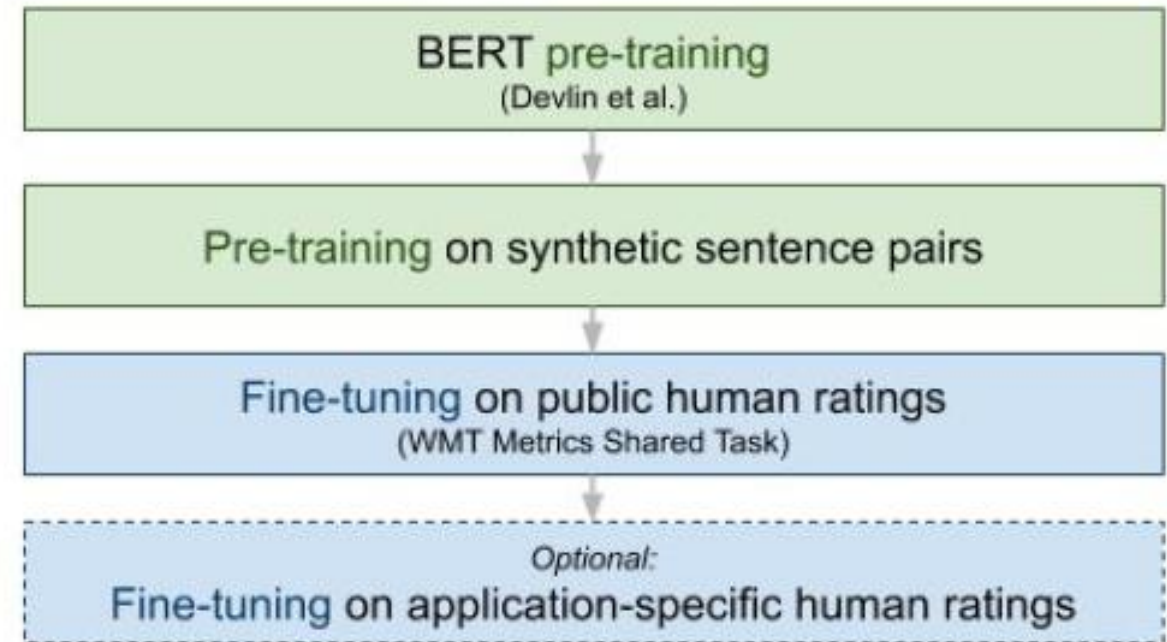 BERT pre-training
(Devlin et al.)
Pre-training on synthetic sentence pairs
Fine-tuning on public human ratings
(WMT Metrics Shared Task)
Optional:
Fine-tuning on application-specific human ratings